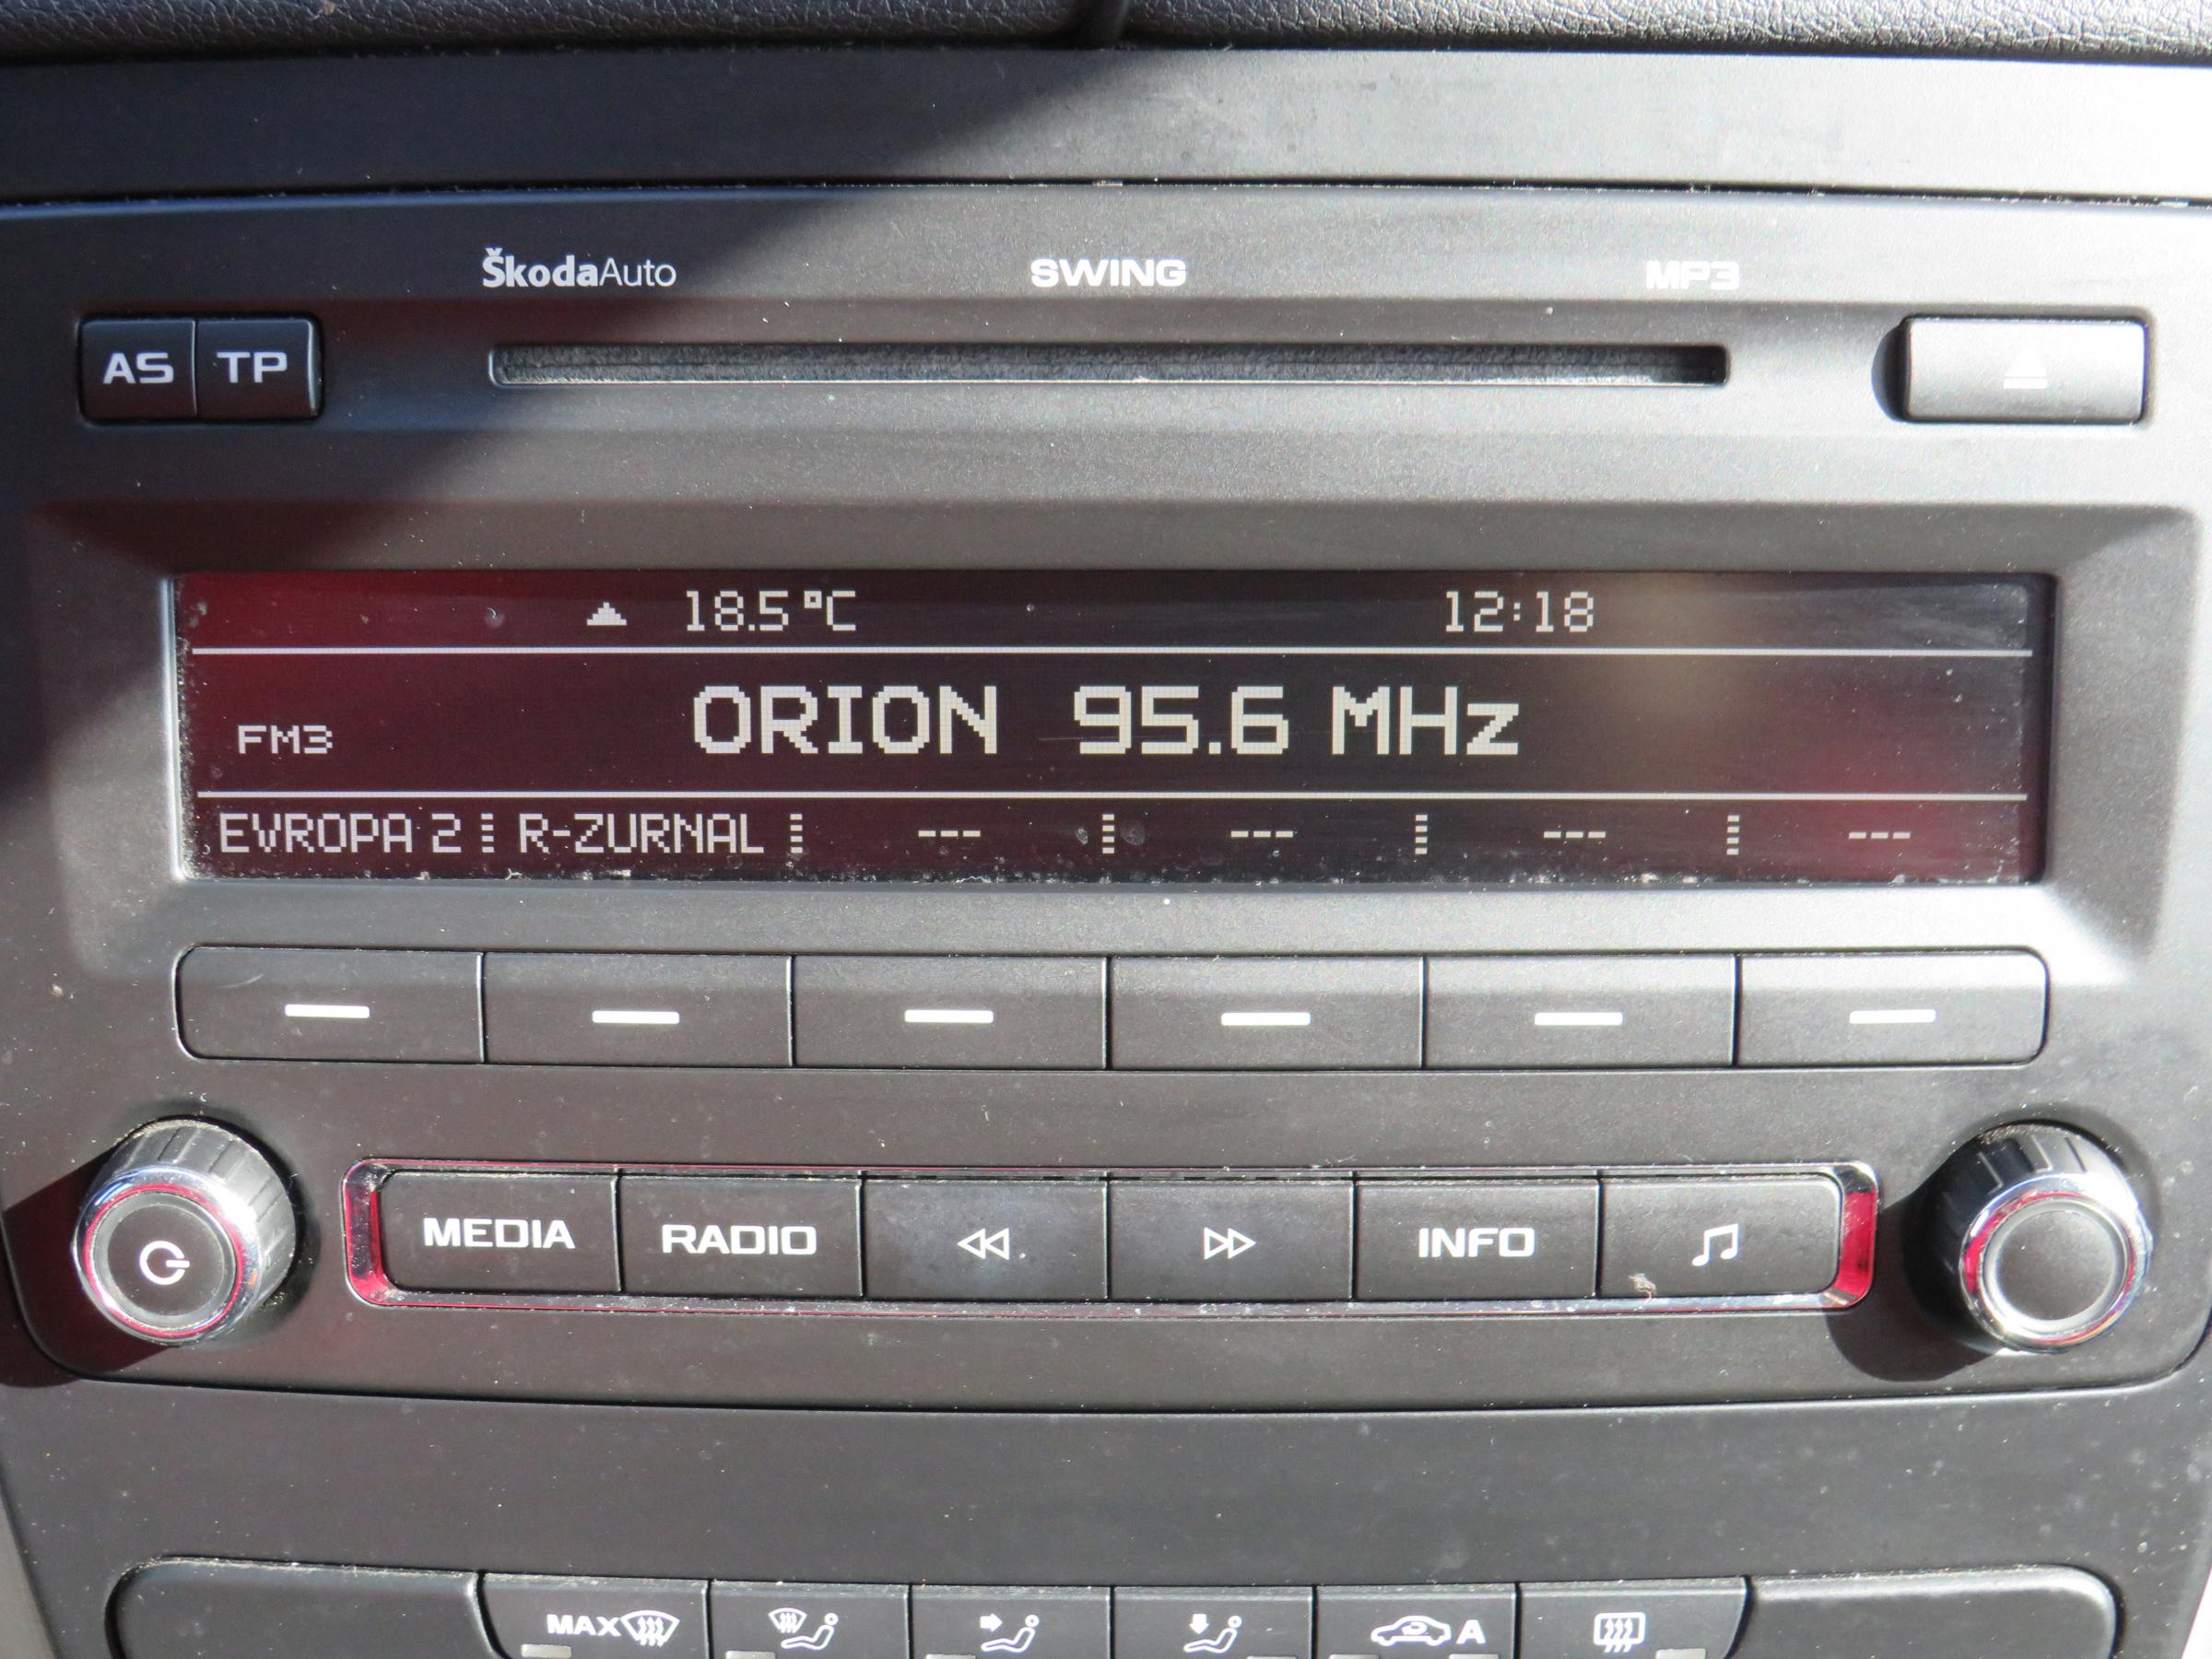 ŠkodaAuto SWING MP3
AS TP
18.5°C 12:18
FM3 ORION 95.6 MHz
EVROPA 2 R-ZURNAL --- --- --- ---
MEDIA RADIO INFO
MAX A